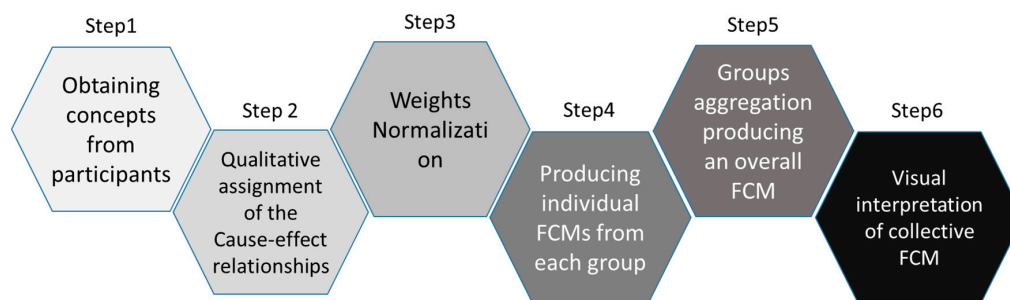 Step1
Obtaining
concepts
from
participants
Step 2
Qualitative
assignment
of the
Cause-effect
relationships
Step3
Weights
Normalizati
on
Step4
Producing
individual
FCMs from
each group
Step5
Groups
aggregation
producing
an overall
FCM
Step6
Visual
interpretation
of collective
FCM